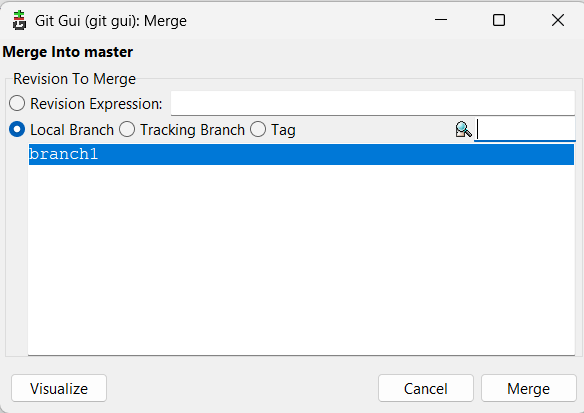 Git Gui (git gui): Merge
Merge Into master
Revision To Merge
Revision Expression:
Local Branch Tracking Branch Tag
branch1
Visualize Cancel Merge